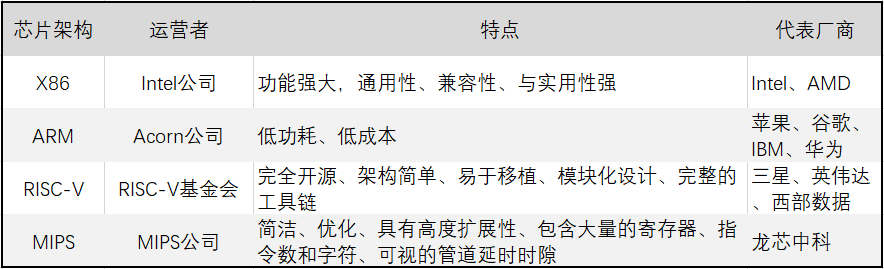 芯片架构 运营者 特点 代表厂商
X86 Intel公司 功能强大，通用性、兼容性、与实用性强 Intel、AMD
ARM Acorn公司 低功耗、低成本 苹果、谷歌、
IBM、华为
RISC-V RISC-V基金会 完全开源、架构简单、易于移植、模块化设计、完整的
工具链
三星、英伟达
、西部数据
MIPS MIPS公司 简洁、优化、具有高度扩展性、包含大量的寄存器、指
令数和字符、可视的管道延时时隙
龙芯中科